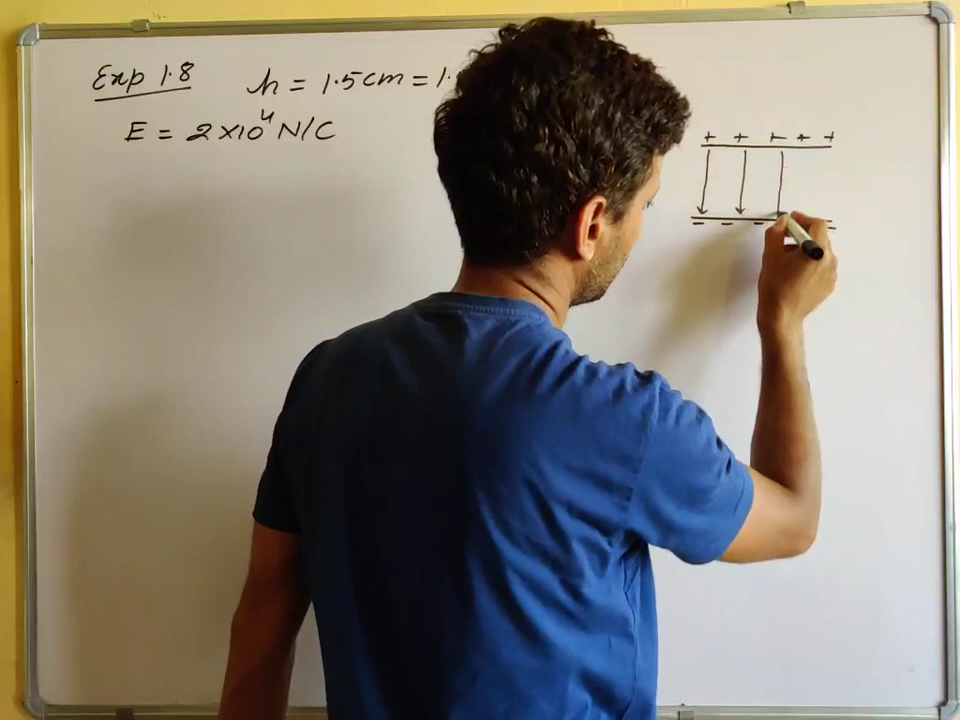 Exp 1.8
h = 1.5cm = 1.
E = 2×10⁴ N/C
+ + + + +